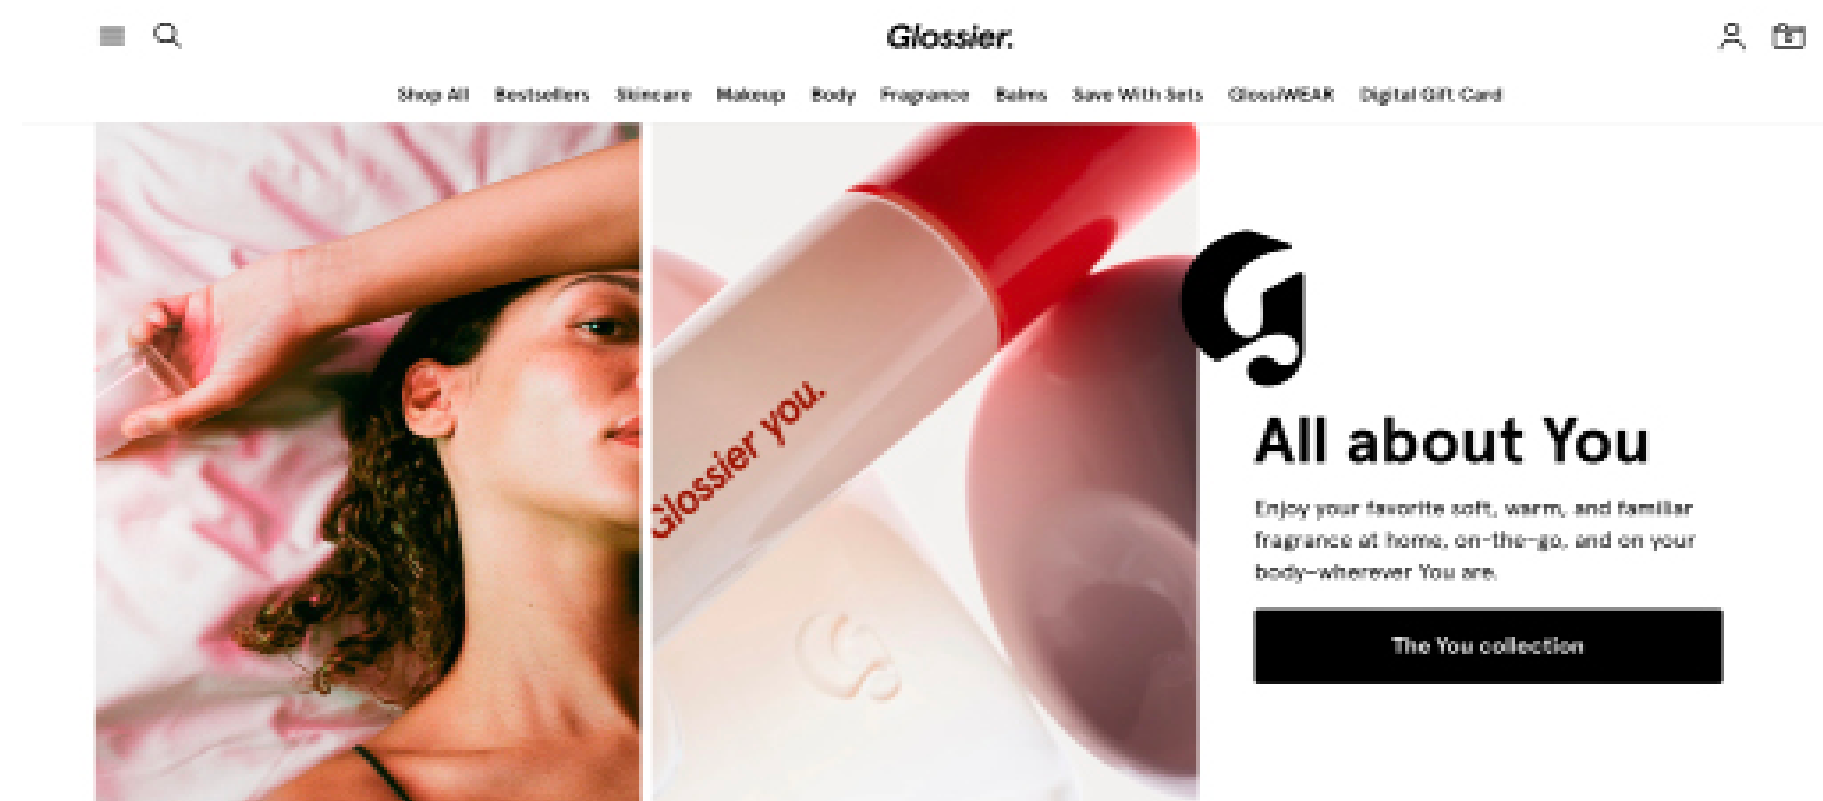 Glossier.
Shop All Bestsellers Skincare Makeup Body Fragrance Balms Save With Sets GlossiWEAR Digital Gift Card
Glossier you.
All about You
Enjoy your favorite soft, warm, and familiar
fragrance at home, on-the-go, and on your
body—wherever You are.
The You collection